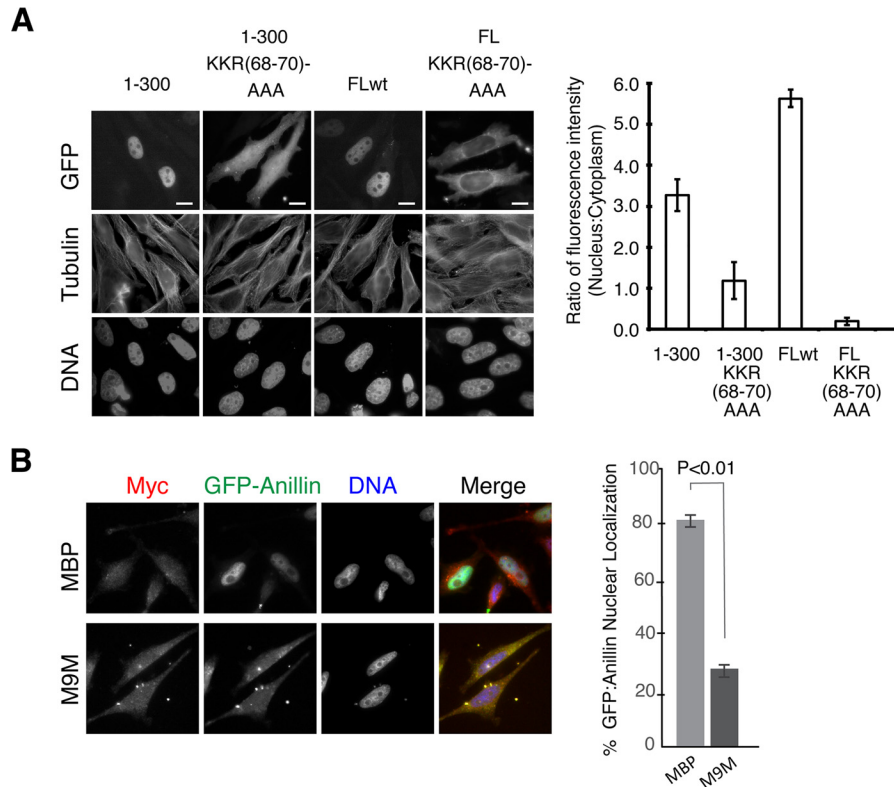 A
1-300
1-300
KKR(68-70)-
AAA
FLwt
FL
KKR(68-70)-
AAA
GFP
Tubulin
DNA
Ratio of fluorescence intensity
(Nucleus:Cytoplasm)
6.0
5.0
4.0
3.0
2.0
1.0
0.0
1-300
1-300
KKR
(68-70)
AAA
FLwt
FL
KKR
(68-70)
AAA
B
Myc
GFP-Anillin
DNA
Merge
MBP
M9M
% GFP:Anillin Nuclear Localization
100
80
60
40
20
0
P<0.01
MBP
M9M